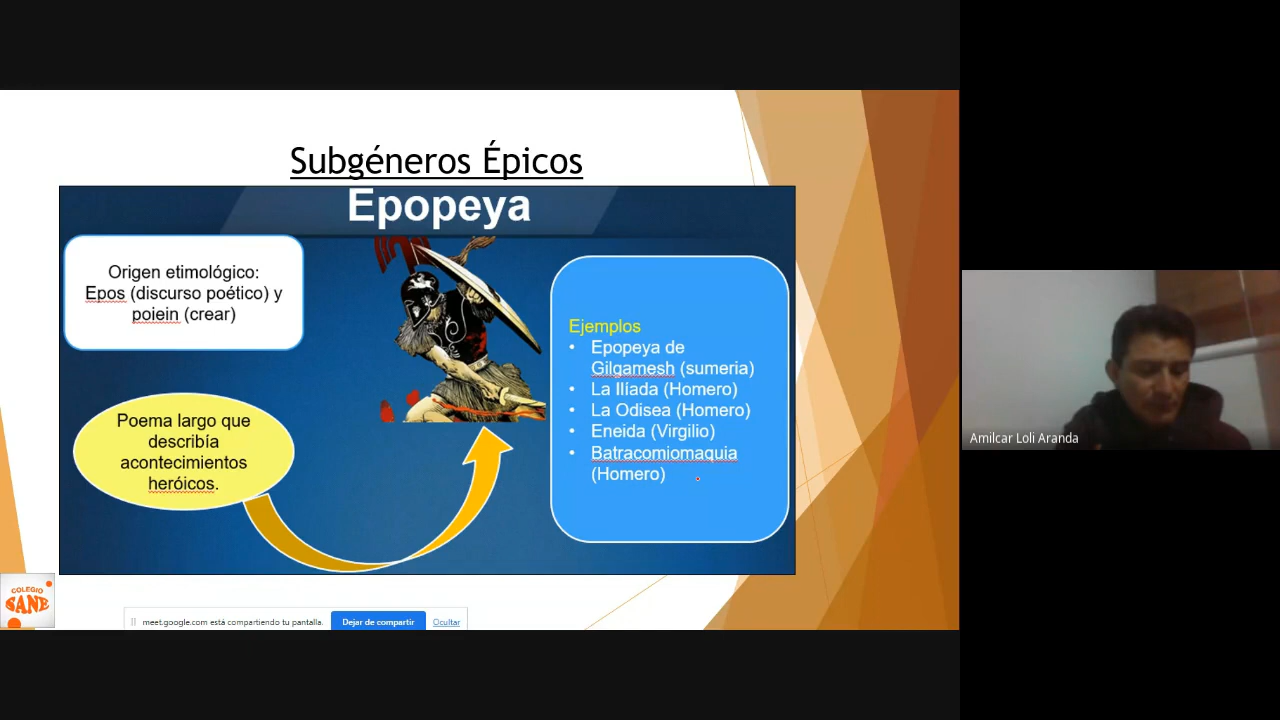 Subgéneros Épicos
Epopeya
Origen etimológico:
Epos (discurso poético) y
poiein (crear)
Poema largo que
describía
acontecimientos
heróicos.
Ejemplos
• Epopeya de
Gilgamesh (sumeria)
• La Ilíada (Homero)
• La Odisea (Homero)
• Eneida (Virgilio)
• Batracomiomaquia
(Homero)
COLEGIO
SANE
meet.google.com está compartiendo tu pantalla.
Dejar de compartir
Ocultar
Amilcar Loli Aranda